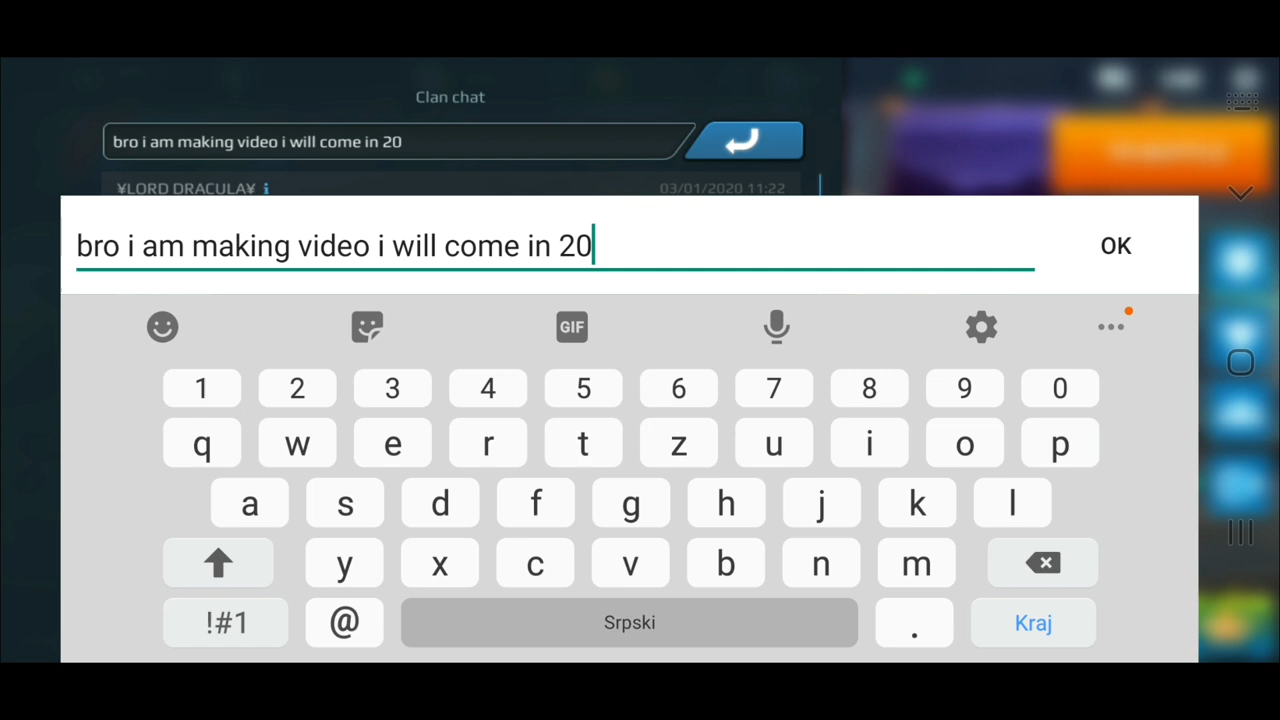 Clan chat
bro i am making video i will come in 20
¥LORD DRACULA¥ i
03/01/2020 11:22
bro i am making video i will come in 20
OK
GIF
1 2 3 4 5 6 7 8 9 0
q w e r t z u i o p
a s d f g h j k l
y x c v b n m
!#1 @ Srpski . Kraj